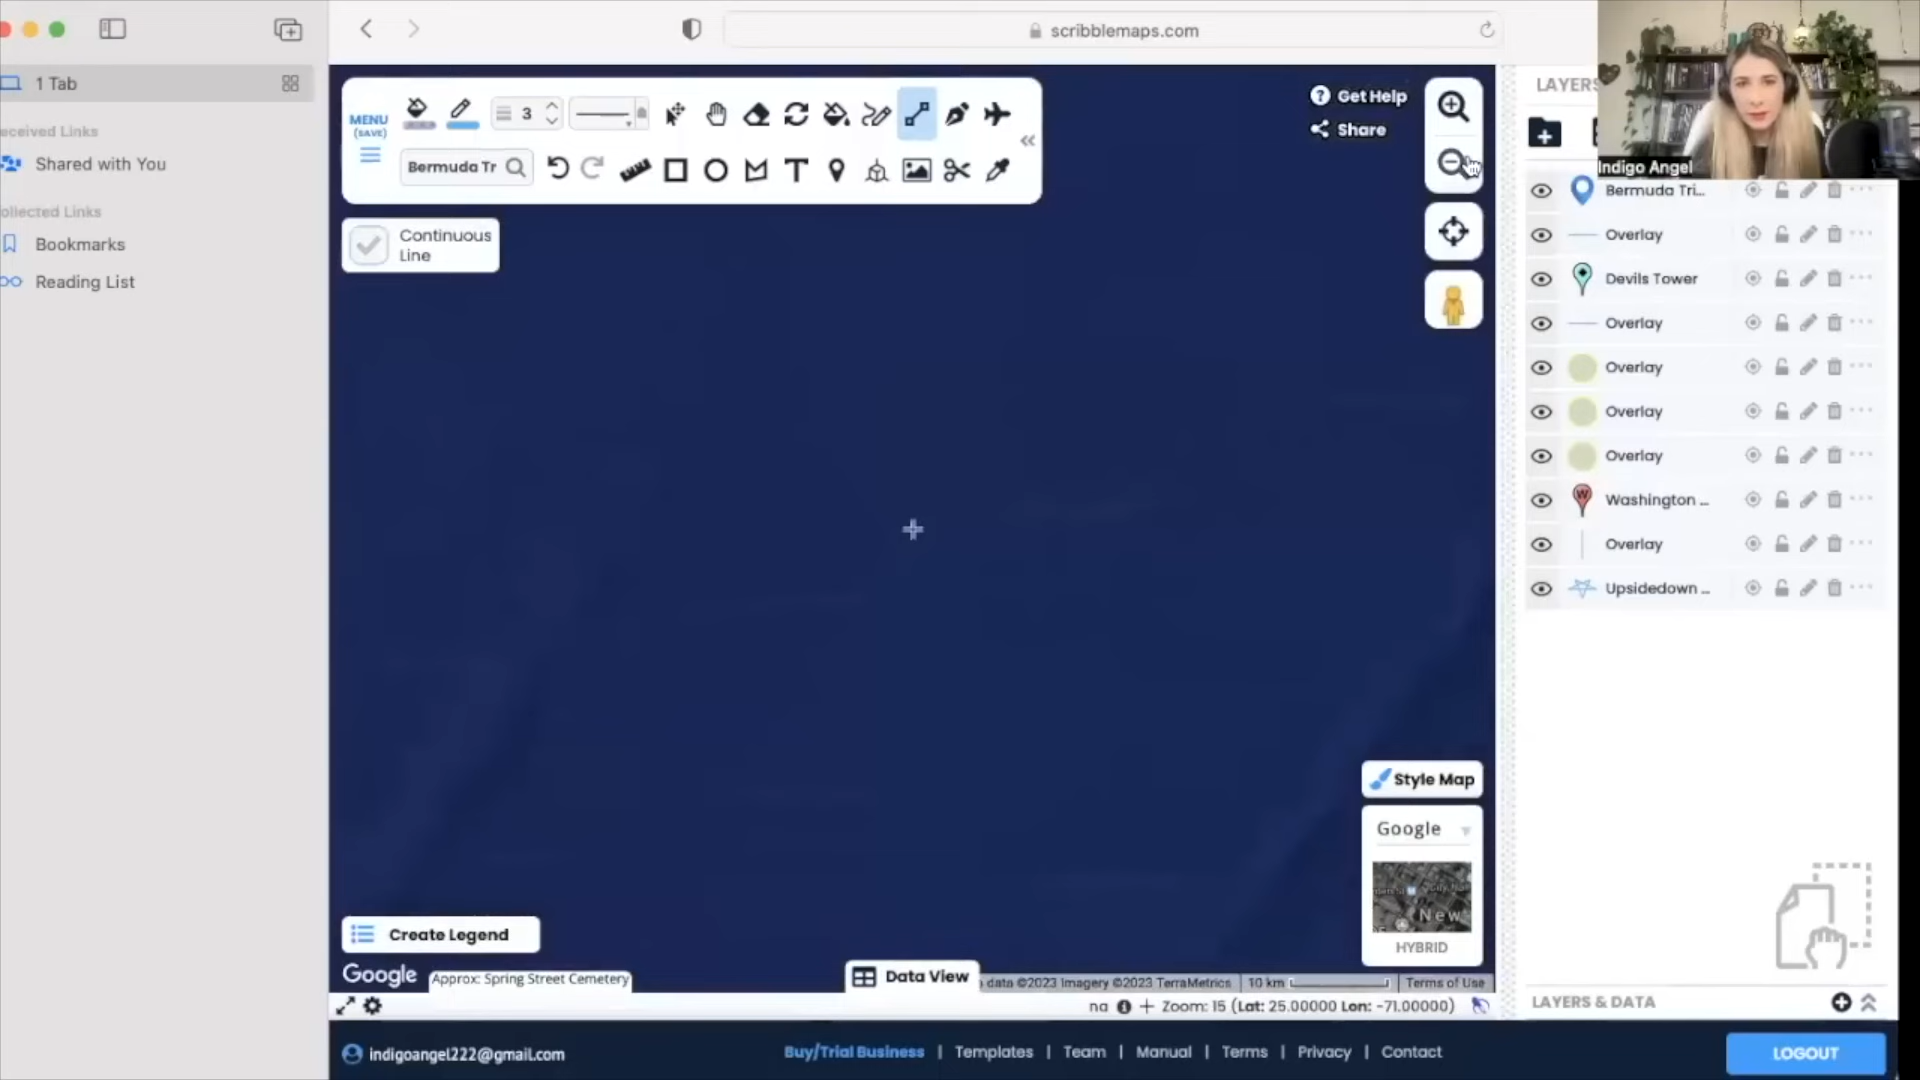 scribblemaps.com
1 Tab
eceived Links
Shared with You
ollected Links
Bookmarks
Reading List
MENU
(SAVE)
3
Bermuda Tr
Continuous
Line
Get Help
Share
LAYERS
Indigo Angel
Bermuda Tri...
Overlay
Devils Tower
Overlay
Overlay
Overlay
Overlay
W
Washington ...
Overlay
Upsidedown ...
Style Map
Google
New
HYBRID
Create Legend
Google
Approx: Spring Street Cemetery
Data View
data ©2023 Imagery ©2023 TerraMetrics
10 km
Terms of Use
na
Zoom: 15 (Lat: 25.00000 Lon: -71.00000)
LAYERS & DATA
indigoangel222@gmail.com
Buy/Trial Business | Templates | Team | Manual | Terms | Privacy | Contact
LOGOUT